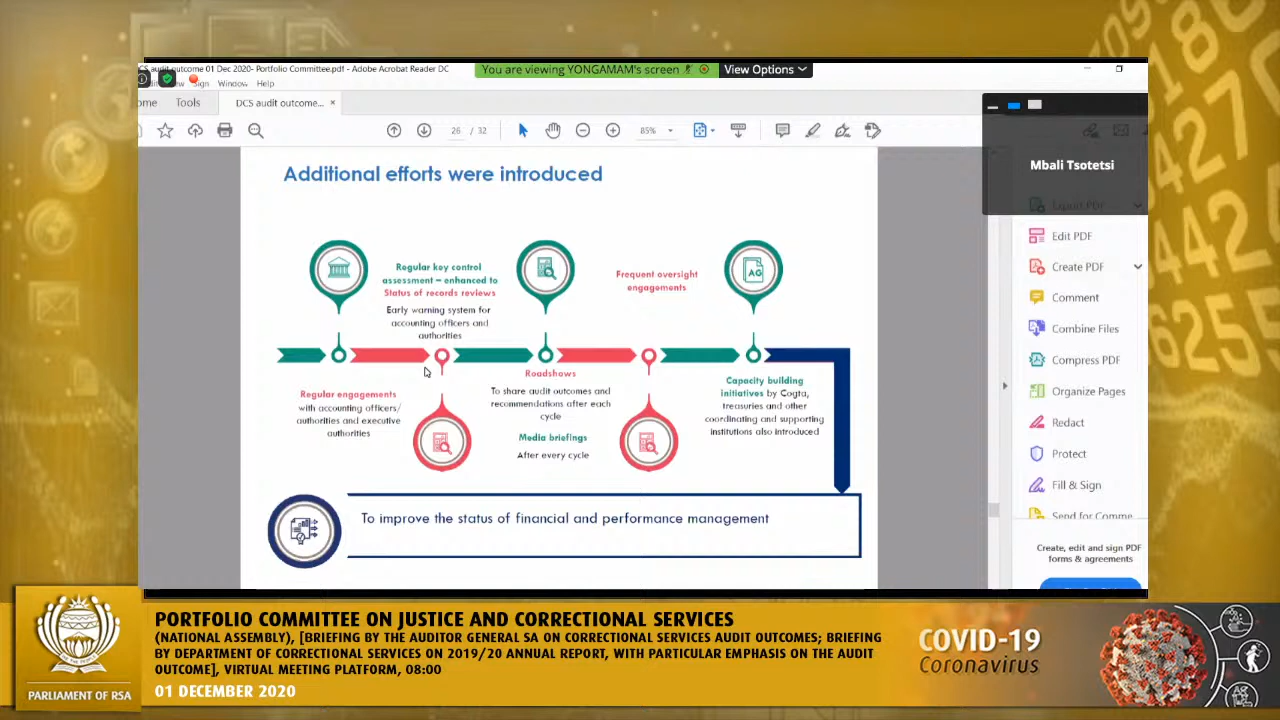 DCS audit outcome 01 Dec 2020- Portfolio Committee.pdf - Adobe Acrobat Reader DC
You are viewing YONGAMAM's screen
View Options
Sign Window Help
Tools
DCS audit outcome... ×
26 / 32
85%
Mbali Tsotetsi
Export PDF
Edit PDF
Create PDF
Comment
Combine Files
Compress PDF
Organize Pages
Redact
Protect
Fill & Sign
Send for Comme
Create, edit and sign PDF
forms & agreements
Additional efforts were introduced
Regular key control
assessment – enhanced to
Status of records reviews
Early warning system for
accounting officers and
authorities
Frequent oversight
engagements
AG
Regular engagements
with accounting officers/
authorities and executive
authorities
Roadshows
To share audit outcomes and
recommendations after each
cycle
Media briefings
After every cycle
Capacity building
initiatives by Cogta,
treasuries and other
coordinating and supporting
institutions also introduced
To improve the status of financial and performance management
PARLIAMENT OF RSA
PORTFOLIO COMMITTEE ON JUSTICE AND CORRECTIONAL SERVICES
(NATIONAL ASSEMBLY), [BRIEFING BY THE AUDITOR GENERAL SA ON CORRECTIONAL SERVICES AUDIT OUTCOMES; BRIEFING
BY DEPARTMENT OF CORRECTIONAL SERVICES ON 2019/20 ANNUAL REPORT, WITH PARTICULAR EMPHASIS ON THE AUDIT
OUTCOME], VIRTUAL MEETING PLATFORM, 08:00
01 DECEMBER 2020
COVID-19
Coronavirus